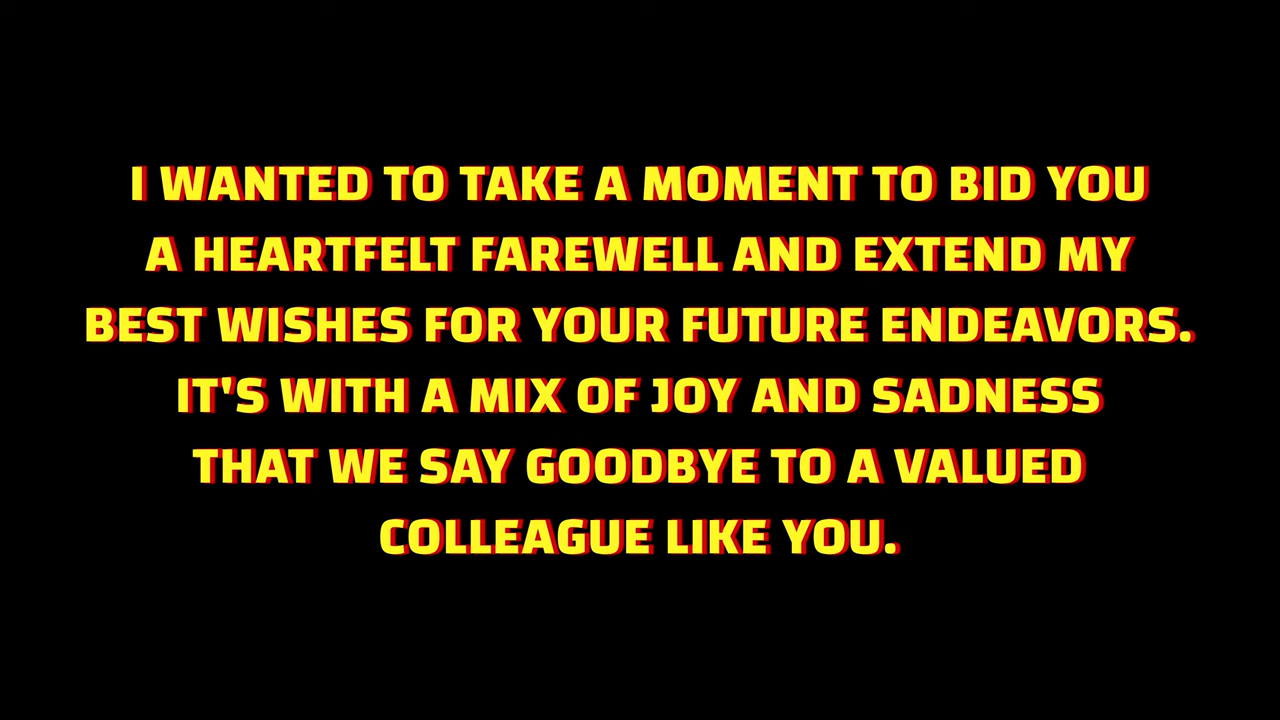 I WANTED TO TAKE A MOMENT TO BID YOU
A HEARTFELT FAREWELL AND EXTEND MY
BEST WISHES FOR YOUR FUTURE ENDEAVORS.
IT'S WITH A MIX OF JOY AND SADNESS
THAT WE SAY GOODBYE TO A VALUED
COLLEAGUE LIKE YOU.